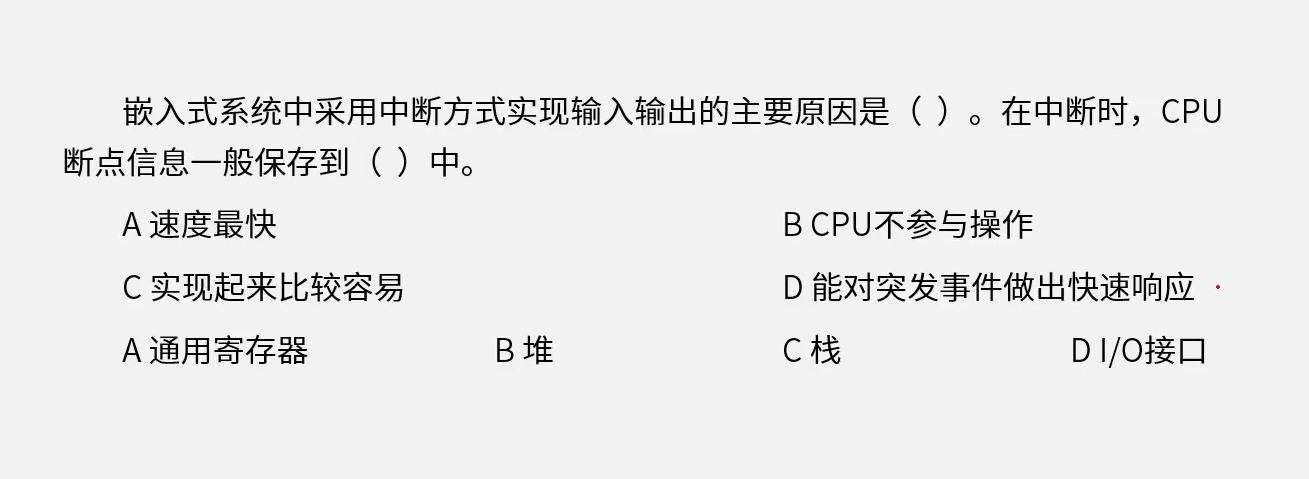 嵌入式系统中采用中断方式实现输入输出的主要原因是（ ）。在中断时，CPU
断点信息一般保存到（ ）中。
A 速度最快 B CPU不参与操作
C 实现起来比较容易 D 能对突发事件做出快速响应
A 通用寄存器 B 堆 C 栈 D I/O接口